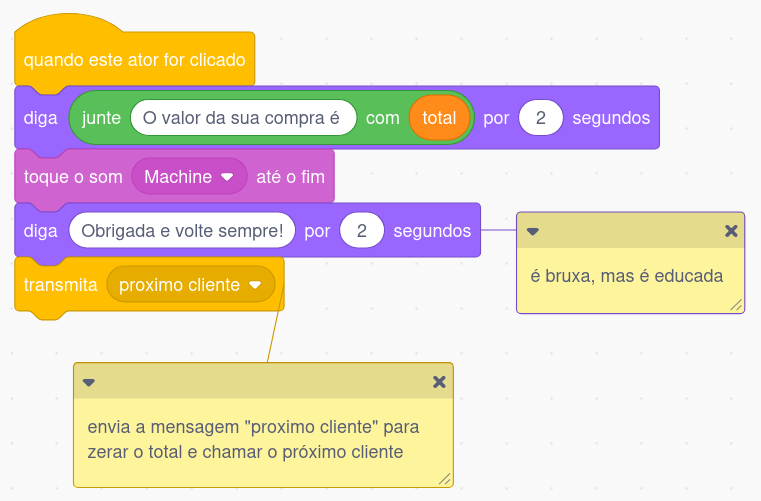 quando este ator for clicado
diga junte O valor da sua compra é com total por 2 segundos
toque o som Machine até o fim
diga Obrigada e volte sempre! por 2 segundos
transmita proximo cliente
é bruxa, mas é educada
envia a mensagem "proximo cliente" para
zerar o total e chamar o próximo cliente